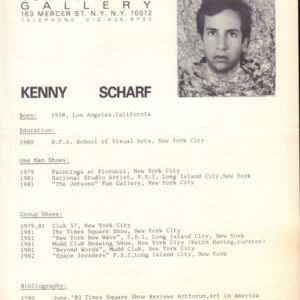 GALLERY
163 MERCER ST. N.Y. N.Y. 10012
TELEPHONE 212-925-8732
KENNY SCHARF
Born: 1958, Los Angeles,California
Education:
1980 B.F.A. School of Visual Arts, New York City
One Man Shows:
1979 Paintings at Fiorucci, New York City
1981 National Studio Artist, P.S.1, Long Island City,New York
1981 "The Jetsons" Fun Gallery, New York City
Group Shows:
1979,81 Club 57, New York City
1981 The Times Square Show, New York City
1981 "New York New Wave", P.S.1, Long Island City, New York
1981 Mudd Club Drawing Show, New York City (Keith Haring,curator)
1981 "Beyond Words", Mudd Club, New York City
1982 "Space Invaders" P.S.1,Long Island City, New York
Bibliography:
1980 June,'80 Times Square Show Reviews Artforum,Art in America